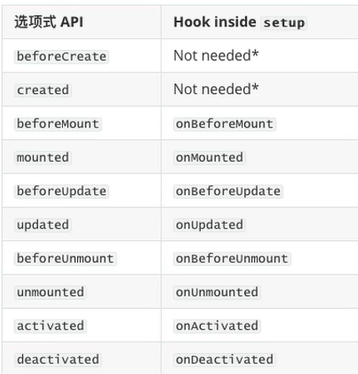 选项式 API Hook inside setup
beforeCreate Not needed*
created Not needed*
beforeMount onBeforeMount
mounted onMounted
beforeUpdate onBeforeUpdate
updated onUpdated
beforeUnmount onBeforeUnmount
unmounted onUnmounted
activated onActivated
deactivated onDeactivated